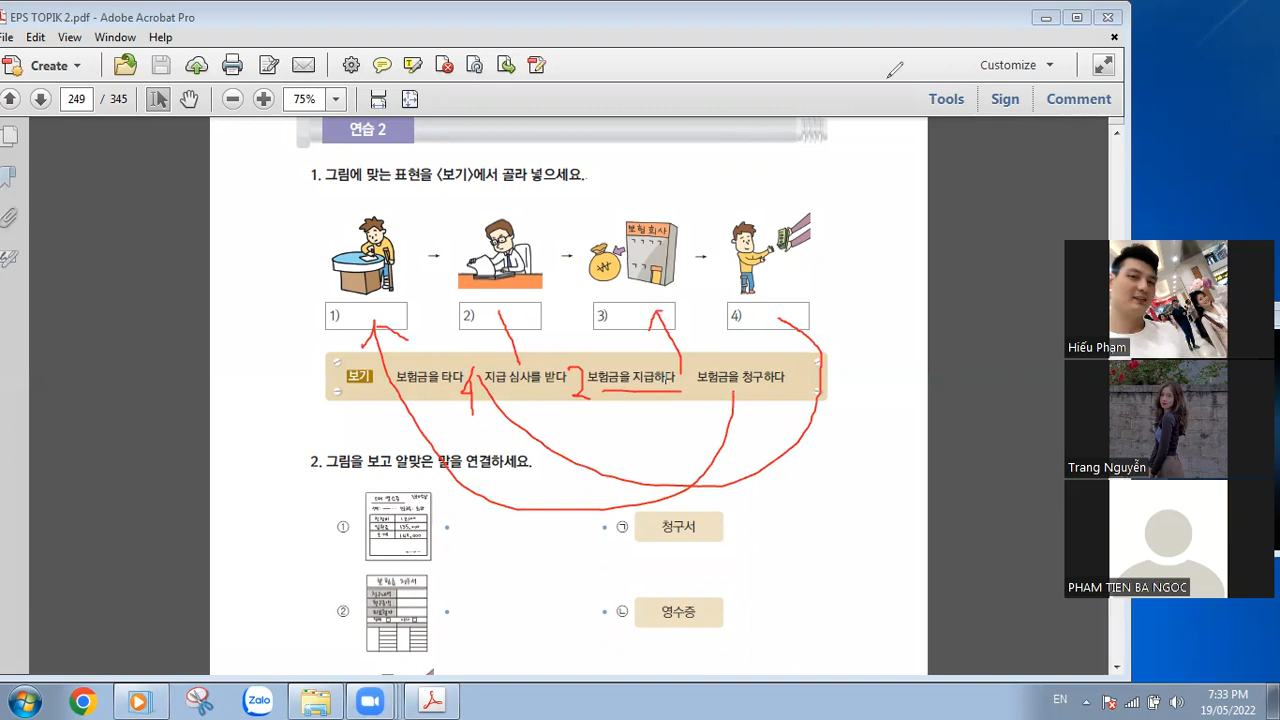 EPS TOPIK 2.pdf - Adobe Acrobat Pro
File Edit View Window Help
Create Customize
249 / 345 75% Tools Sign Comment
연습 2
1. 그림에 맞는 표현을 <보기>에서 골라 넣으세요.
보험회사
1) 2) 3) 4)
보기 보험금을 타다 4 지급 심사를 받다 2 보험금을 지급하다 보험금을 청구하다
2. 그림을 보고 알맞은 말을 연결하세요.
① ㉠ 청구서
② ㉡ 영수증
Hiếu Phạm
Trang Nguyễn
PHAM TIEN BA NGOC
Zalo
EN 7:33 PM
19/05/2022